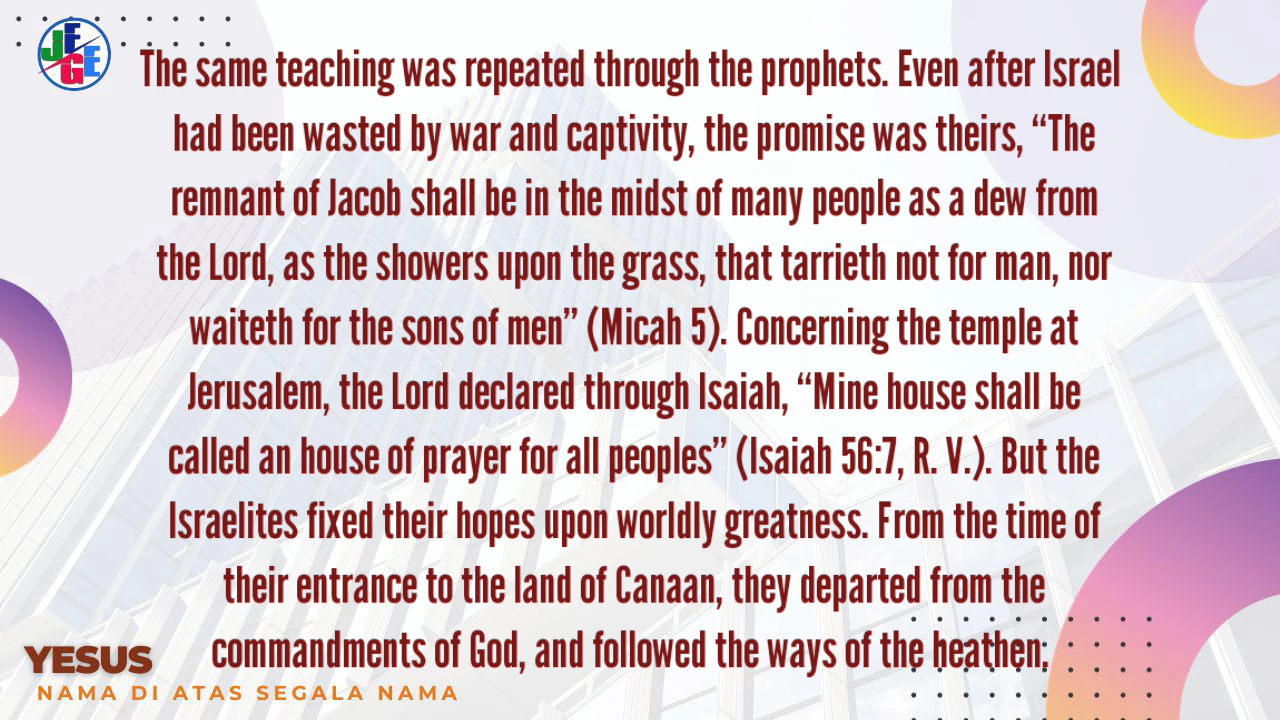 JEGE
The same teaching was repeated through the prophets. Even after Israel
had been wasted by war and captivity, the promise was theirs, “The
remnant of Jacob shall be in the midst of many people as a dew from
the Lord, as the showers upon the grass, that tarrieth not for man, nor
waiteth for the sons of men” (Micah 5). Concerning the temple at
Jerusalem, the Lord declared through Isaiah, “Mine house shall be
called an house of prayer for all peoples” (Isaiah 56:7, R. V.). But the
Israelites fixed their hopes upon worldly greatness. From the time of
their entrance to the land of Canaan, they departed from the
commandments of God, and followed the ways of the heathen.
YESUS
NAMA DI ATAS SEGALA NAMA